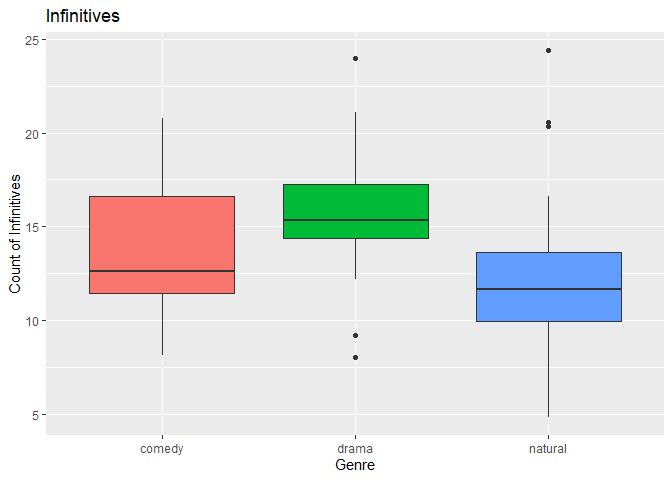 Infinitives
25
20
15
10
5
Count of Infinitives
comedy drama natural
Genre